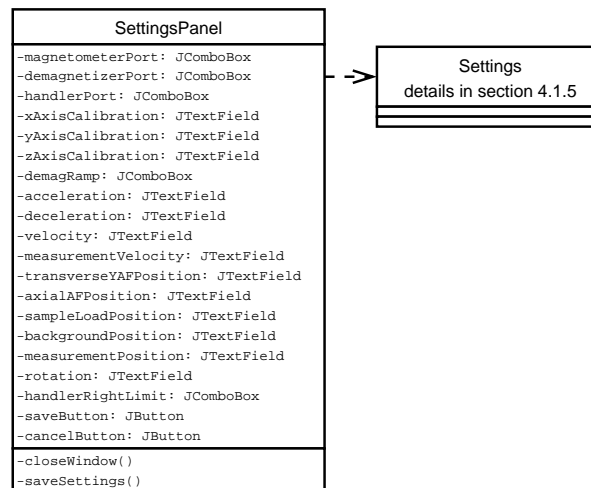 SettingsPanel
-magnetometerPort: JComboBox
-demagnetizerPort: JComboBox
-handlerPort: JComboBox
-xAxisCalibration: JTextField
-yAxisCalibration: JTextField
-zAxisCalibration: JTextField
-demagRamp: JComboBox
-acceleration: JTextField
-deceleration: JTextField
-velocity: JTextField
-measurementVelocity: JTextField
-transverseYAFPosition: JTextField
-axialAFPosition: JTextField
-sampleLoadPosition: JTextField
-backgroundPosition: JTextField
-measurementPosition: JTextField
-rotation: JTextField
-handlerRightLimit: JComboBox
-saveButton: JButton
-cancelButton: JButton
-closeWindow()
-saveSettings()
Settings
details in section 4.1.5